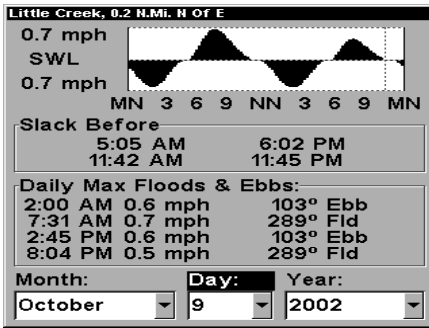 Little Creek, 0.2 N.Mi. N Of E
0.7 mph
SWL
0.7 mph
MN 3 6 9 NN 3 6 9 MN
Slack Before
5:05 AM 6:02 PM
11:42 AM 11:45 PM
Daily Max Floods & Ebbs:
2:00 AM 0.6 mph 103º Ebb
7:31 AM 0.7 mph 289º Fld
2:45 PM 0.6 mph 103º Ebb
8:04 PM 0.5 mph 289º Fld
Month: Day: Year:
October 9 2002